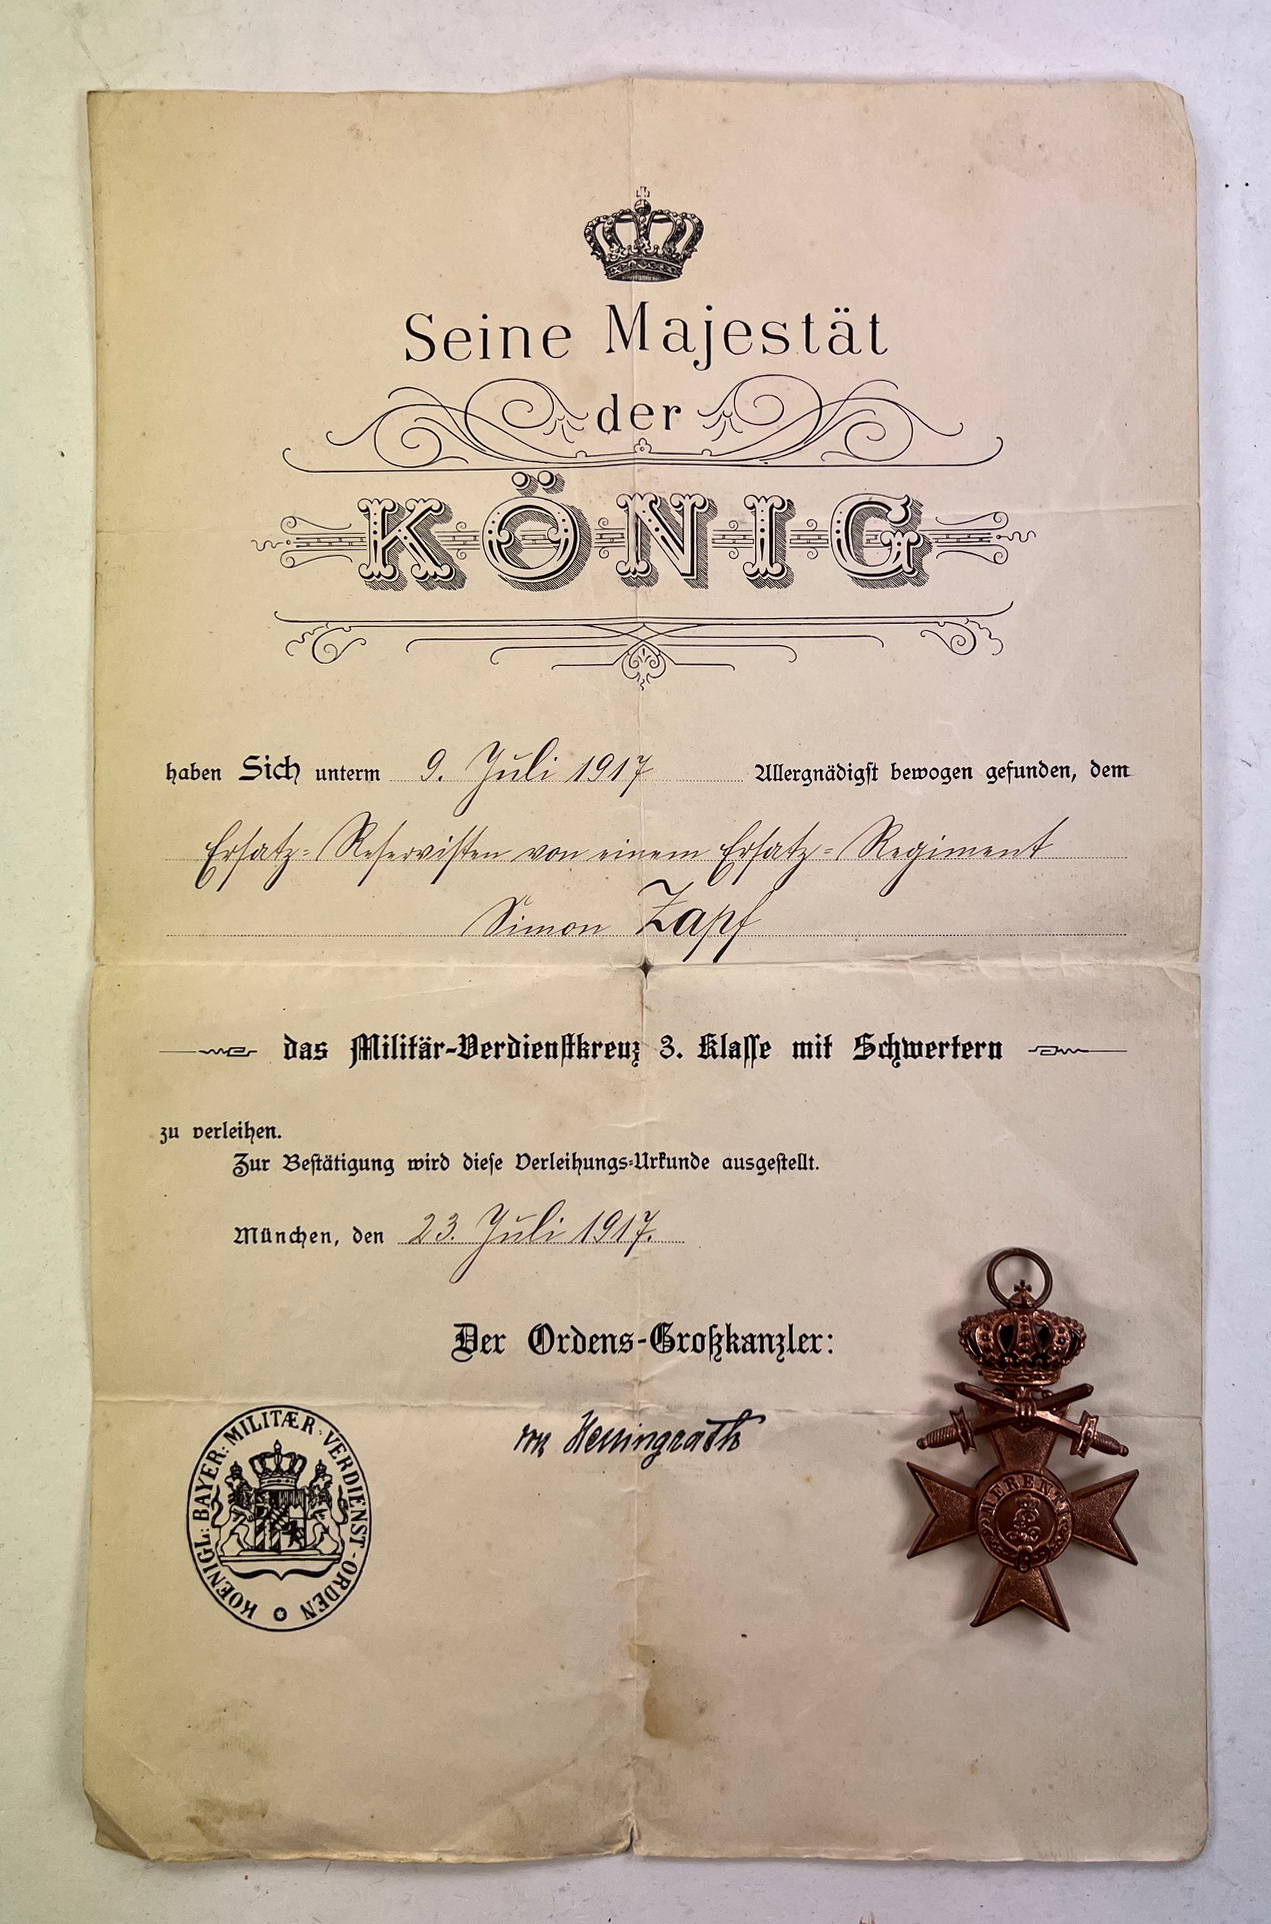 Seine Majestät
der
KÖNIG
haben Sich unterm 9. Juli 1917 Allergnädigst bewogen gefunden, dem
Ersatz-Reservisten von einem Ersatz-Regiment
Simon Zapf
das Militär-Verdienstkreuz 3. Klasse mit Schwertern
zu verleihen.
Zur Bestätigung wird diese Verleihungs-Urkunde ausgestellt.
München, den 23. Juli 1917.
Der Ordens-Großkanzler:
KOENIGL: BAYER: MILITÆR-VERDIENST-ORDEN
MERENTI